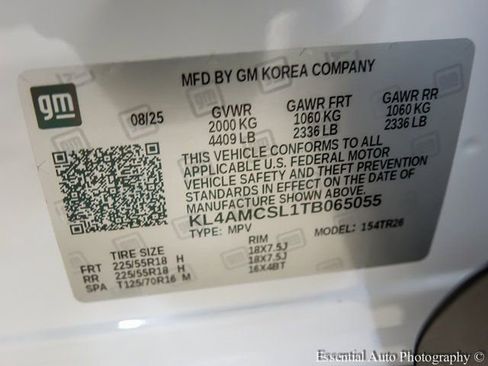 MFD BY GM KOREA COMPANY
gm
08/25
GVWR GAWR FRT GAWR RR
2000 KG 1060 KG 1060 KG
4409 LB 2336 LB 2336 LB
THIS VEHICLE CONFORMS TO ALL
APPLICABLE U.S. FEDERAL MOTOR
VEHICLE SAFETY AND THEFT PREVENTION
STANDARDS IN EFFECT ON THE DATE OF
MANUFACTURE SHOWN ABOVE.
KL4AMCSL1TB065055
TYPE: MPV MODEL: 154TR26
TIRE SIZE RIM
FRT 225/55R18 H 18X7.5J
RR 225/55R18 H 18X7.5J
SPA T125/70R16 M 16X4BT
Essential Auto Photography ©